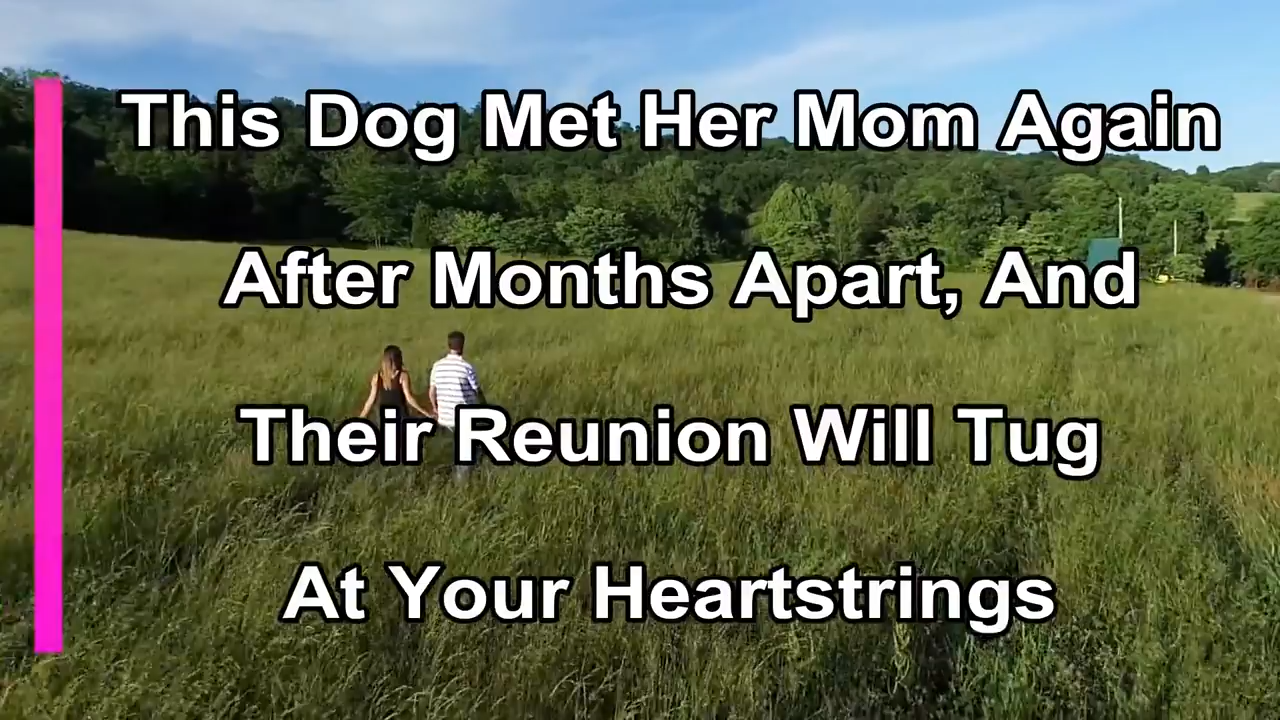 This Dog Met Her Mom Again
After Months Apart, And
Their Reunion Will Tug
At Your Heartstrings